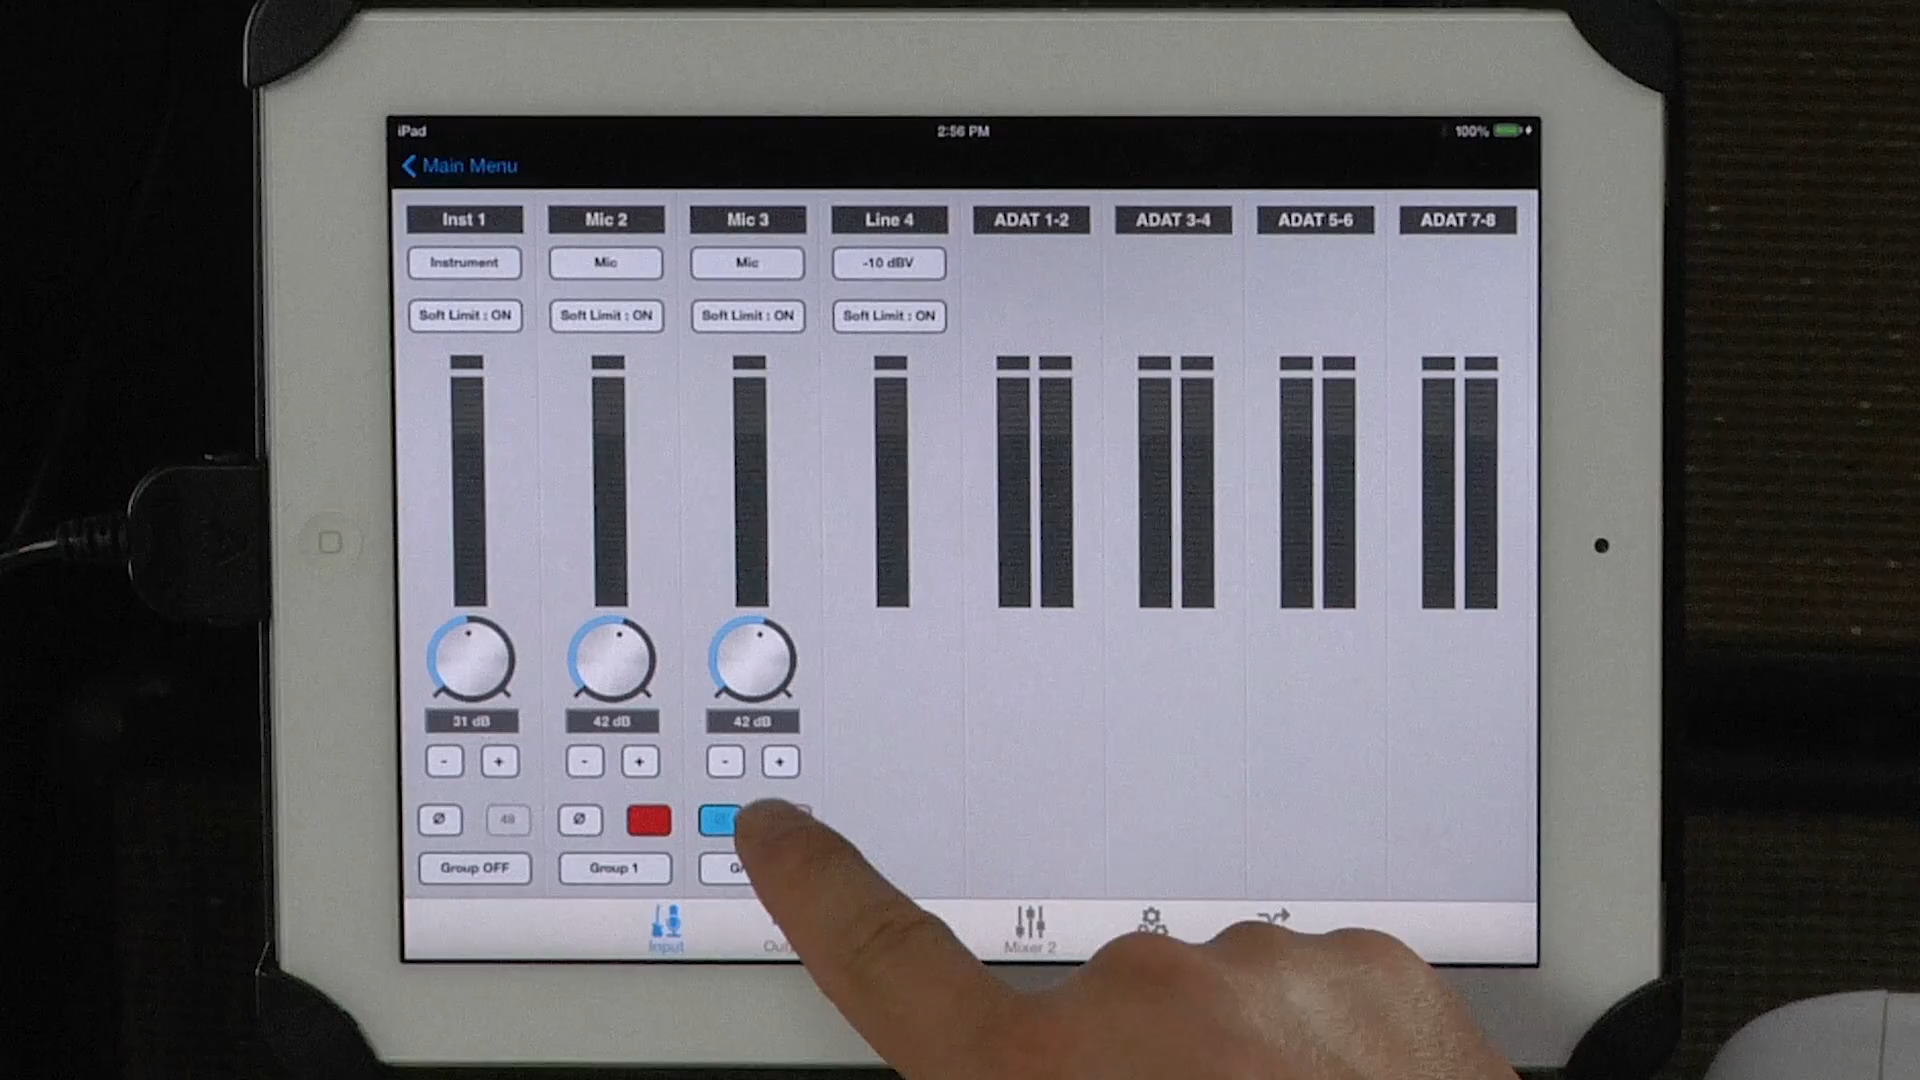 iPad 2:56 PM 100%
Main Menu
Inst 1 Mic 2 Mic 3 Line 4 ADAT 1-2 ADAT 3-4 ADAT 5-6 ADAT 7-8
Instrument Mic Mic -10 dBV
Soft Limit : ON Soft Limit : ON Soft Limit : ON Soft Limit : ON
31 dB 42 dB 42 dB
- + - + - +
Ø 48 Ø Ø
Group OFF Group 1
Input Mixer 2